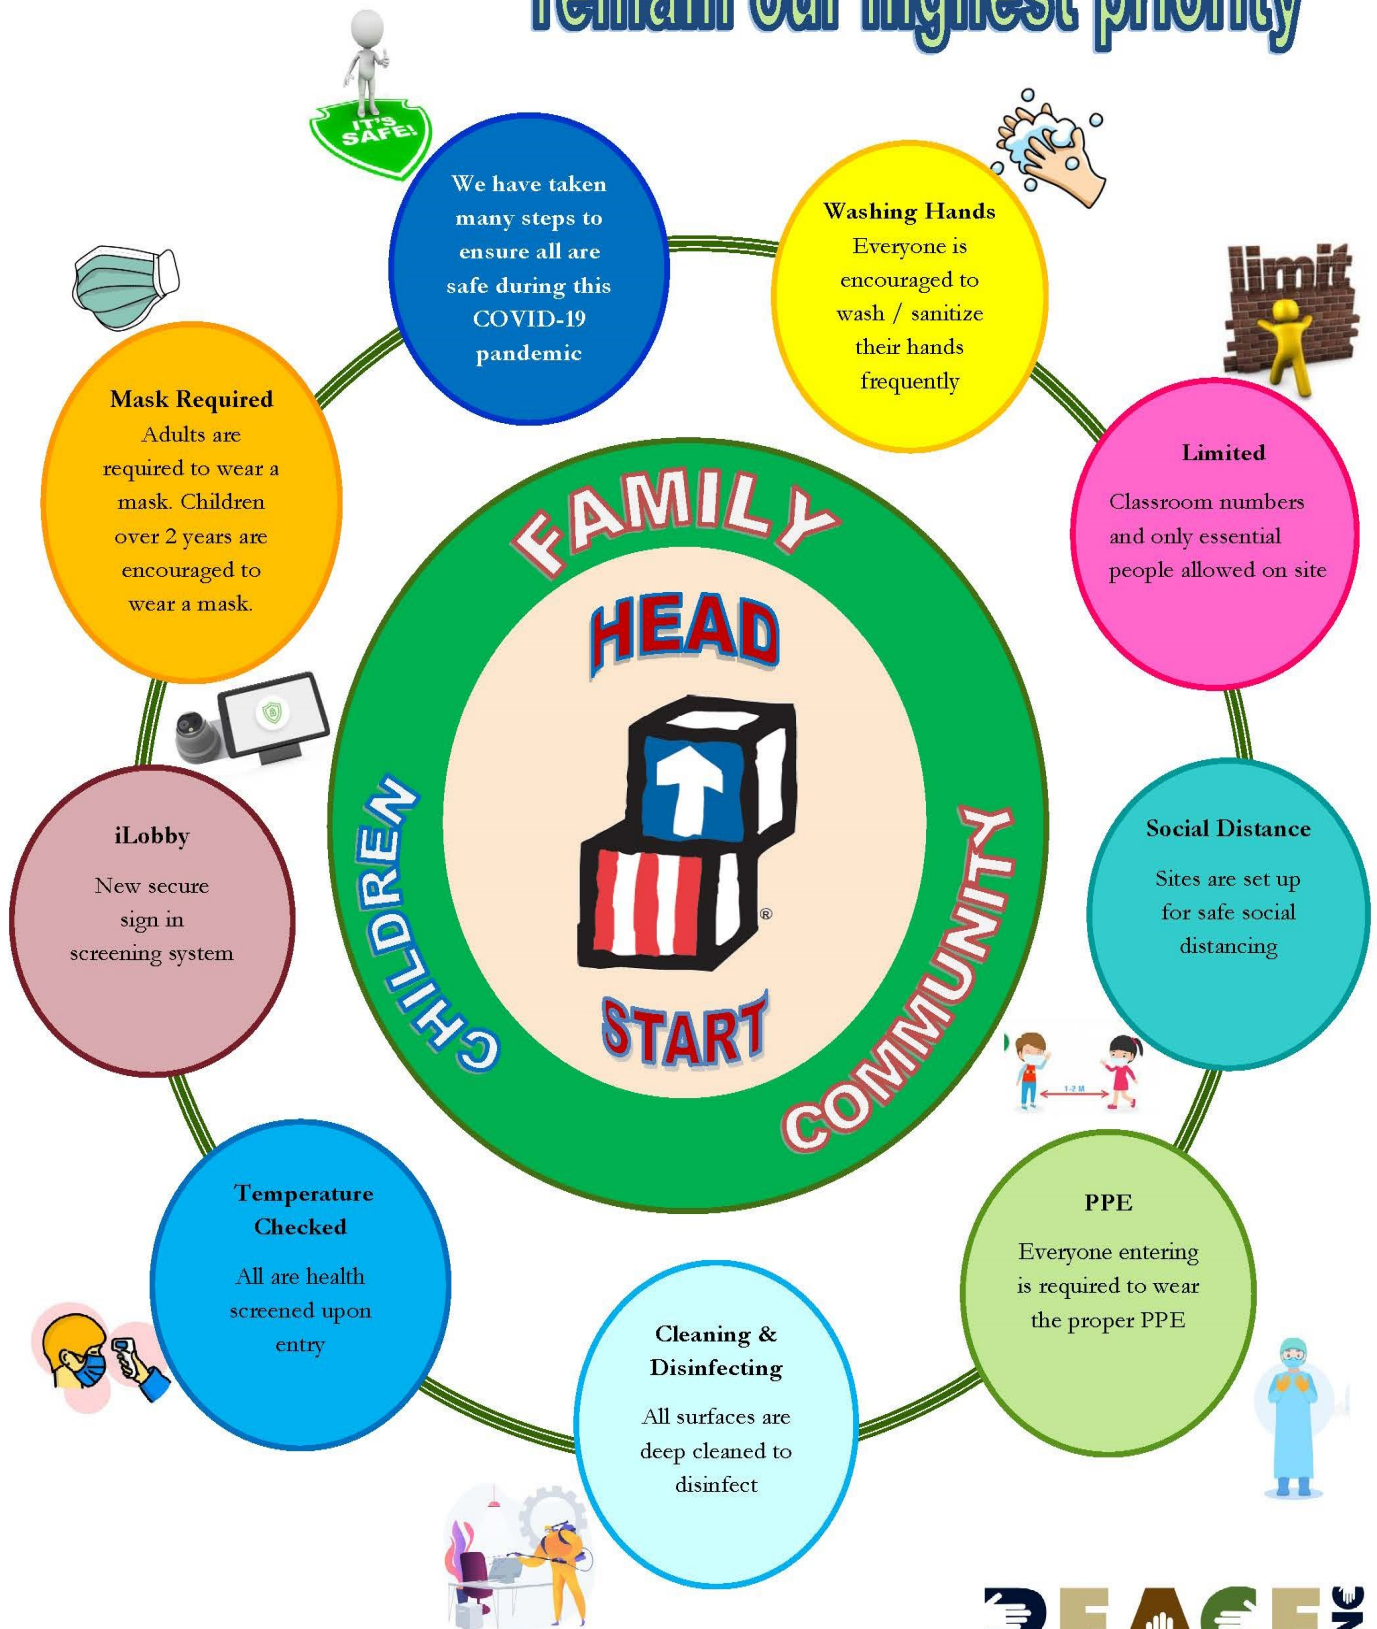 remain our highest priority
IT'S
SAFE!
We have taken
many steps to
ensure all are
safe during this
COVID-19
pandemic
Washing Hands
Everyone is
encouraged to
wash / sanitize
their hands
frequently
limit
Mask Required
Adults are
required to wear a
mask. Children
over 2 years are
encouraged to
wear a mask.
Limited
Classroom numbers
and only essential
people allowed on site
FAMILY
HEAD
START
®
CHILDREN
COMMUNITY
iLobby
New secure
sign in
screening system
Social Distance
Sites are set up
for safe social
distancing
1-2 M
Temperature
Checked
All are health
screened upon
entry
PPE
Everyone entering
is required to wear
the proper PPE
Cleaning &
Disinfecting
All surfaces are
deep cleaned to
disinfect
PEACE INC